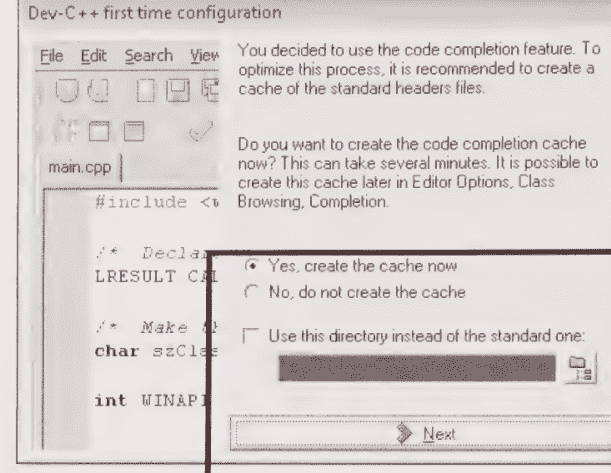 Dev-C++ first time configuration
File Edit Search View
main.cpp
#include <w
/* Declar
LRESULT CAL
/* Make th
char szClas
int WINAPI
You decided to use the code completion feature. To
optimize this process, it is recommended to create a
cache of the standard headers files.
Do you want to create the code completion cache
now? This can take several minutes. It is possible to
create this cache later in Editor Options, Class
Browsing, Completion.
Yes, create the cache now
No, do not create the cache
Use this directory instead of the standard one:
Next